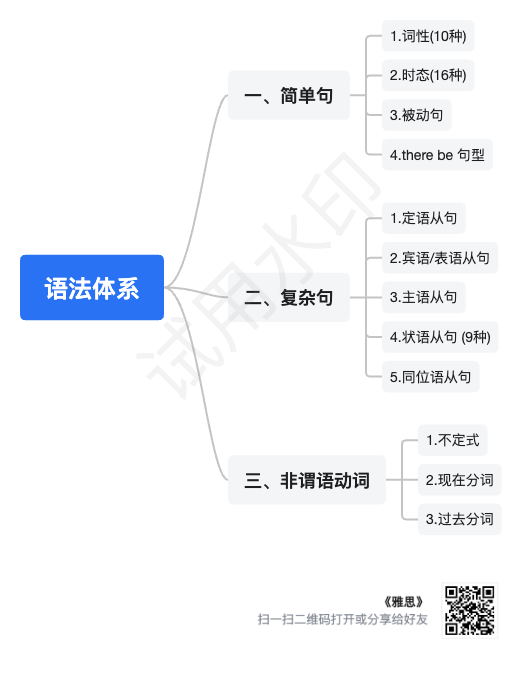 语法体系
一、简单句
1.词性(10种)
2.时态(16种)
3.被动句
4.there be 句型
二、复杂句
1.定语从句
2.宾语/表语从句
3.主语从句
4.状语从句 (9种)
5.同位语从句
三、非谓语动词
1.不定式
2.现在分词
3.过去分词
试用水印
《雅思》
扫一扫二维码打开或分享给好友